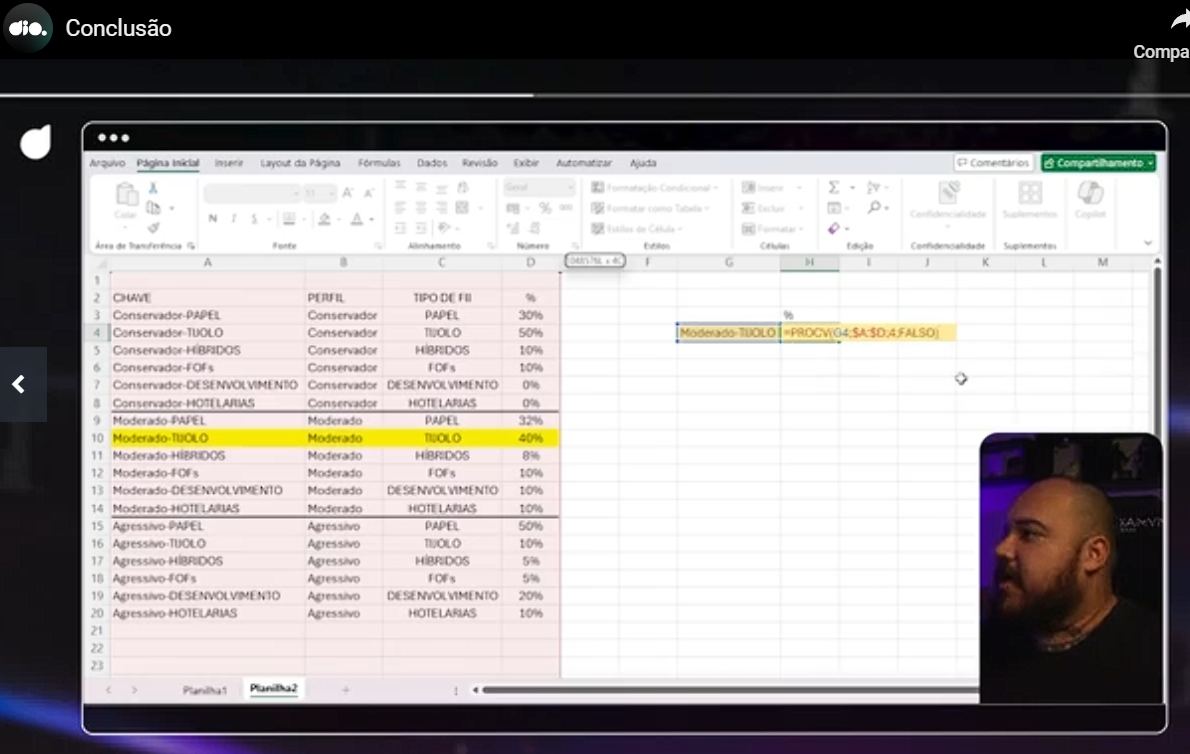 dio. Conclusão
Compa
Arquivo Página Inicial Inserir Layout da Página Fórmulas Dados Revisão Exibir Automatizar Ajuda Comentários Compartilhamento
Colar 11 A A Geral Formatação Condicional Inserir Σ
N I S A % 000 Formatar como Tabela Excluir Confidencialidade Suplementos Copilot
Estilos de Célula Formatar
Área de Transferência Fonte Alinhamento Número Estilos Células Edição Confidencialidade Suplementos
A B C D 1048576L x 4C F G H I J K L M
1
2 CHAVE PERFIL TIPO DE FII %
3 Conservador-PAPEL Conservador PAPEL 30% %
4 Conservador-TIJOLO Conservador TIJOLO 50% Moderado-TIJOLO =PROCV(G4;$A:$D;4;FALSO)
5 Conservador-HÍBRIDOS Conservador HÍBRIDOS 10%
6 Conservador-FOFs Conservador FOFs 10%
7 Conservador-DESENVOLVIMENTO Conservador DESENVOLVIMENTO 0%
8 Conservador-HOTELARIAS Conservador HOTELARIAS 0%
9 Moderado-PAPEL Moderado PAPEL 32%
10 Moderado-TIJOLO Moderado TIJOLO 40%
11 Moderado-HÍBRIDOS Moderado HÍBRIDOS 8%
12 Moderado-FOFs Moderado FOFs 10%
13 Moderado-DESENVOLVIMENTO Moderado DESENVOLVIMENTO 10%
14 Moderado-HOTELARIAS Moderado HOTELARIAS 10%
15 Agressivo-PAPEL Agressivo PAPEL 50%
16 Agressivo-TIJOLO Agressivo TIJOLO 10%
17 Agressivo-HÍBRIDOS Agressivo HÍBRIDOS 5%
18 Agressivo-FOFs Agressivo FOFs 5%
19 Agressivo-DESENVOLVIMENTO Agressivo DESENVOLVIMENTO 20%
20 Agressivo-HOTELARIAS Agressivo HOTELARIAS 10%
21
22
23
Planilha1 Planilha2